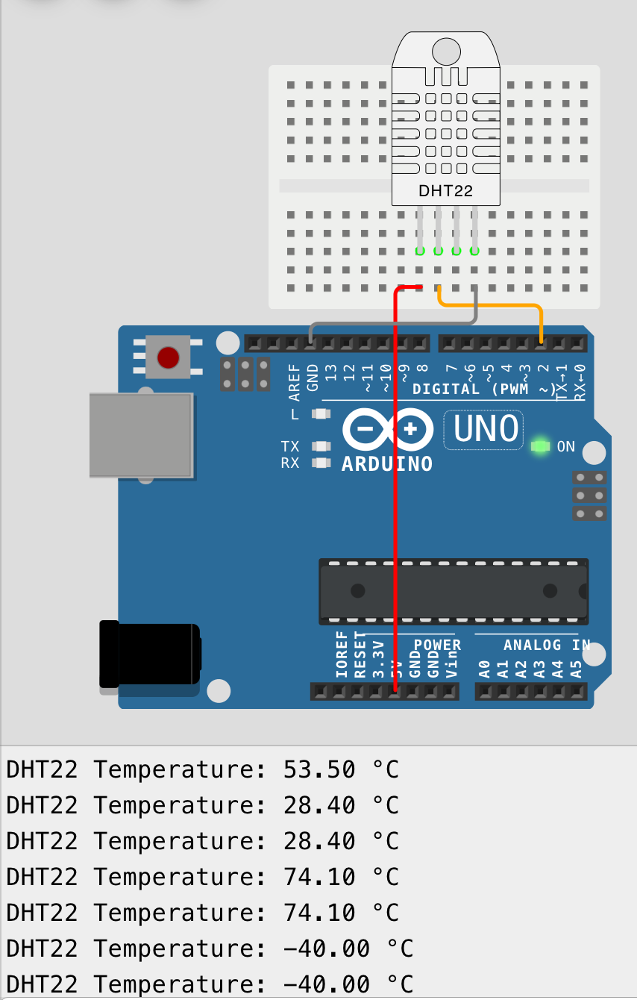 DHT22
AREF
GND
13
12
~11
~10
~9
8
7
~6
~5
4
~3
2
TX→1
RX←0
DIGITAL (PWM ~)
L
UNO
TX
ON
RX
ARDUINO
IOREF
RESET
3.3V
5V
GND
GND
Vin
POWER
ANALOG IN
A0
A1
A2
A3
A4
A5
DHT22 Temperature: 53.50 °C
DHT22 Temperature: 28.40 °C
DHT22 Temperature: 28.40 °C
DHT22 Temperature: 74.10 °C
DHT22 Temperature: 74.10 °C
DHT22 Temperature: −40.00 °C
DHT22 Temperature: −40.00 °C